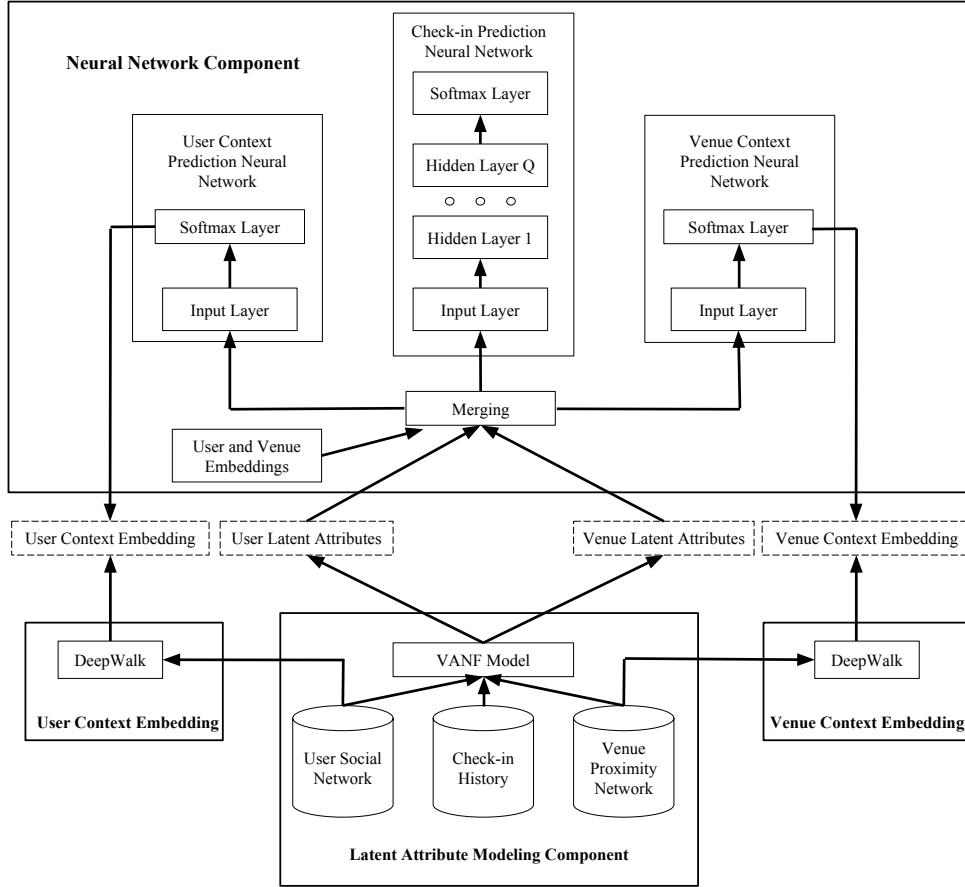 Check-in Prediction
Neural Network
Neural Network Component
Softmax Layer
User Context
Prediction Neural
Network
Hidden Layer Q
Venue Context
Prediction Neural
Network
Softmax Layer
Hidden Layer 1
Softmax Layer
Input Layer
Input Layer
Input Layer
Merging
User and Venue
Embeddings
User Context Embedding
User Latent Attributes
Venue Latent Attributes
Venue Context Embedding
DeepWalk
VANF Model
DeepWalk
User Context Embedding
Venue Context Embedding
User Social
Network
Check-in
History
Venue
Proximity
Network
Latent Attribute Modeling Component